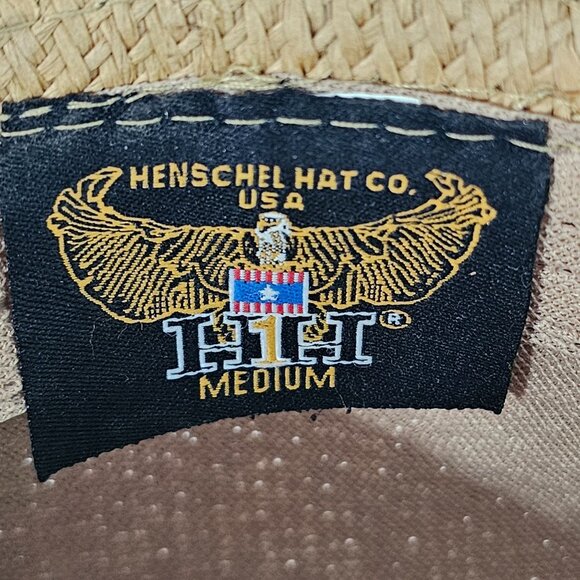 HENSCHEL HAT CO.
USA
H1H ®
MEDIUM